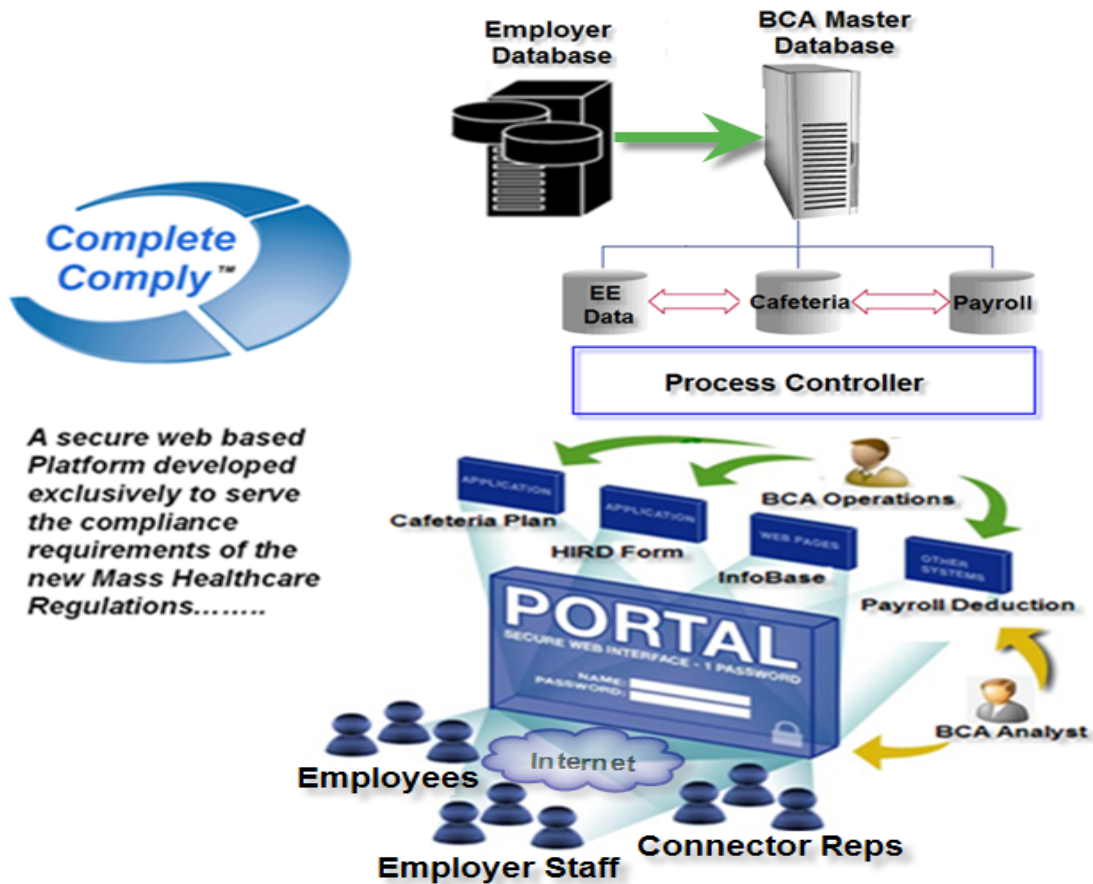 Employer
Database
BCA Master
Database
Complete
Comply™
EE
Data
Cafeteria
Payroll
Process Controller
A secure web based
Platform developed
exclusively to serve
the compliance
requirements of the
new Mass Healthcare
Regulations……..
BCA Operations
APPLICATION
Cafeteria Plan
APPLICATION
HIRD Form
WEB PAGES
InfoBase
OTHER
SYSTEMS
Payroll Deduction
PORTAL
SECURE WEB INTERFACE - 1 PASSWORD
NAME:
PASSWORD:
BCA Analyst
Internet
Employees
Employer Staff
Connector Reps